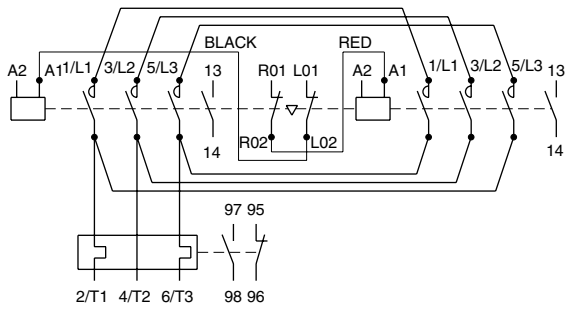 BLACK RED
A2 A1 1/L1 3/L2 5/L3 13 R01 L01 A2 A1 1/L1 3/L2 5/L3 13
14 R02 L02 14
97 95
98 96
2/T1 4/T2 6/T3